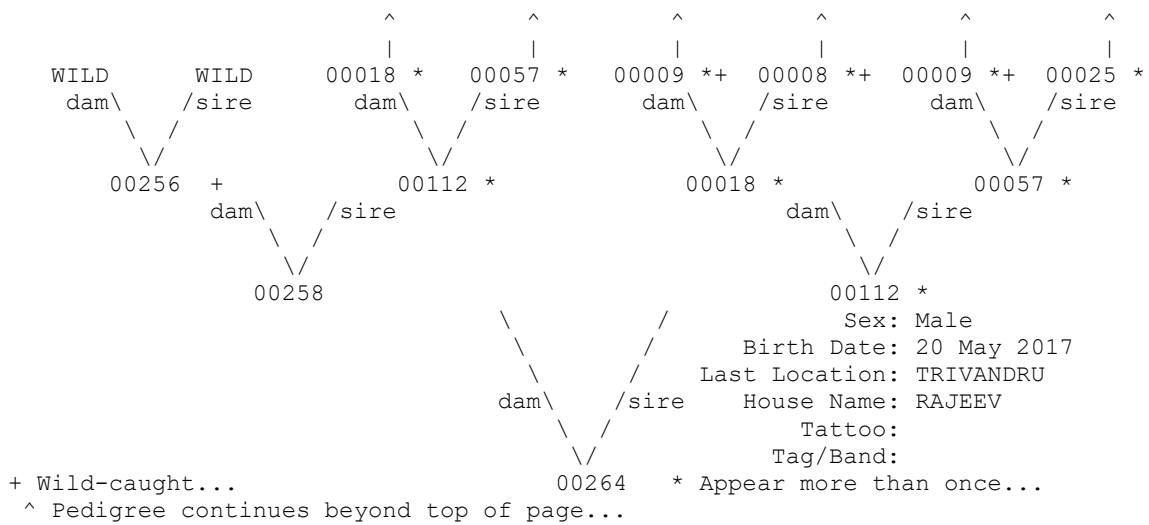 ^ ^ ^ ^ ^ ^
| | | | | |
WILD WILD 00018 * 00057 * 00009 *+ 00008 *+ 00009 *+ 00025 *
dam\ /sire dam\ /sire dam\ /sire dam\ /sire
\ / \ / \ / \ /
\/ \/ \/ \/
00256 + 00112 * 00018 * 00057 *
dam\ /sire dam\ /sire
\ / \ /
\/ \/
00258 00112 *
\ / Sex: Male
\ / Birth Date: 20 May 2017
\ / Last Location: TRIVANDRU
dam\ /sire House Name: RAJEEV
\ / Tattoo:
\/ Tag/Band:
+ Wild-caught... 00264 * Appear more than once...
^ Pedigree continues beyond top of page...